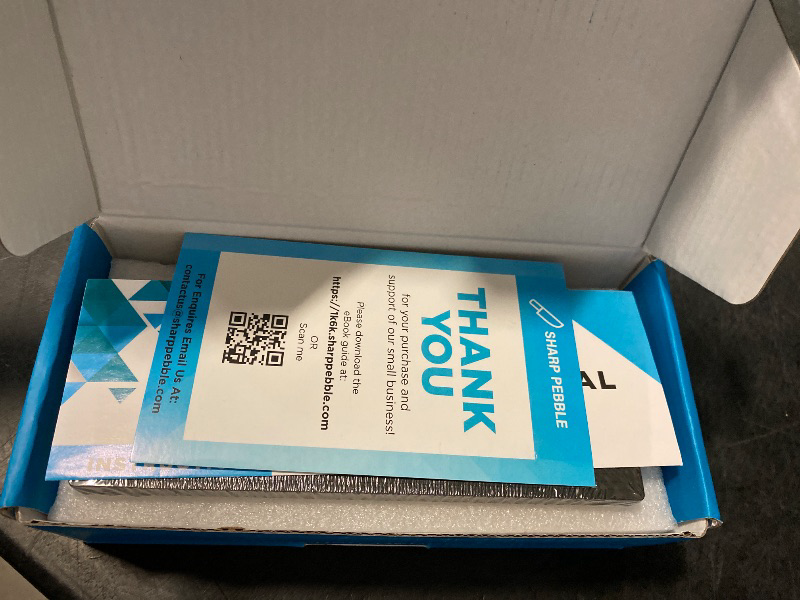 SHARP PEBBLE
THANK
YOU
for your purchase and
support of our small business!
Please download the
eBook guide at:
https://1k6k.sharppebble.com
OR
Scan me
For Enquires Email Us At:
contactus@sharppebble.com
AL